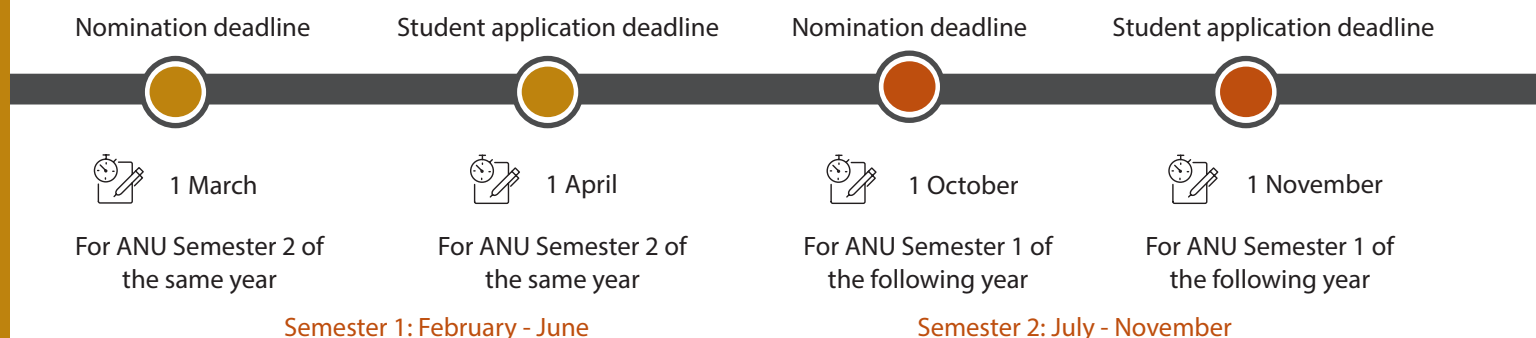 Nomination deadline
Student application deadline
Nomination deadline
Student application deadline
1 March
1 April
1 October
1 November
For ANU Semester 2 of
the same year
For ANU Semester 2 of
the same year
For ANU Semester 1 of
the following year
For ANU Semester 1 of
the following year
Semester 1: February - June
Semester 2: July - November